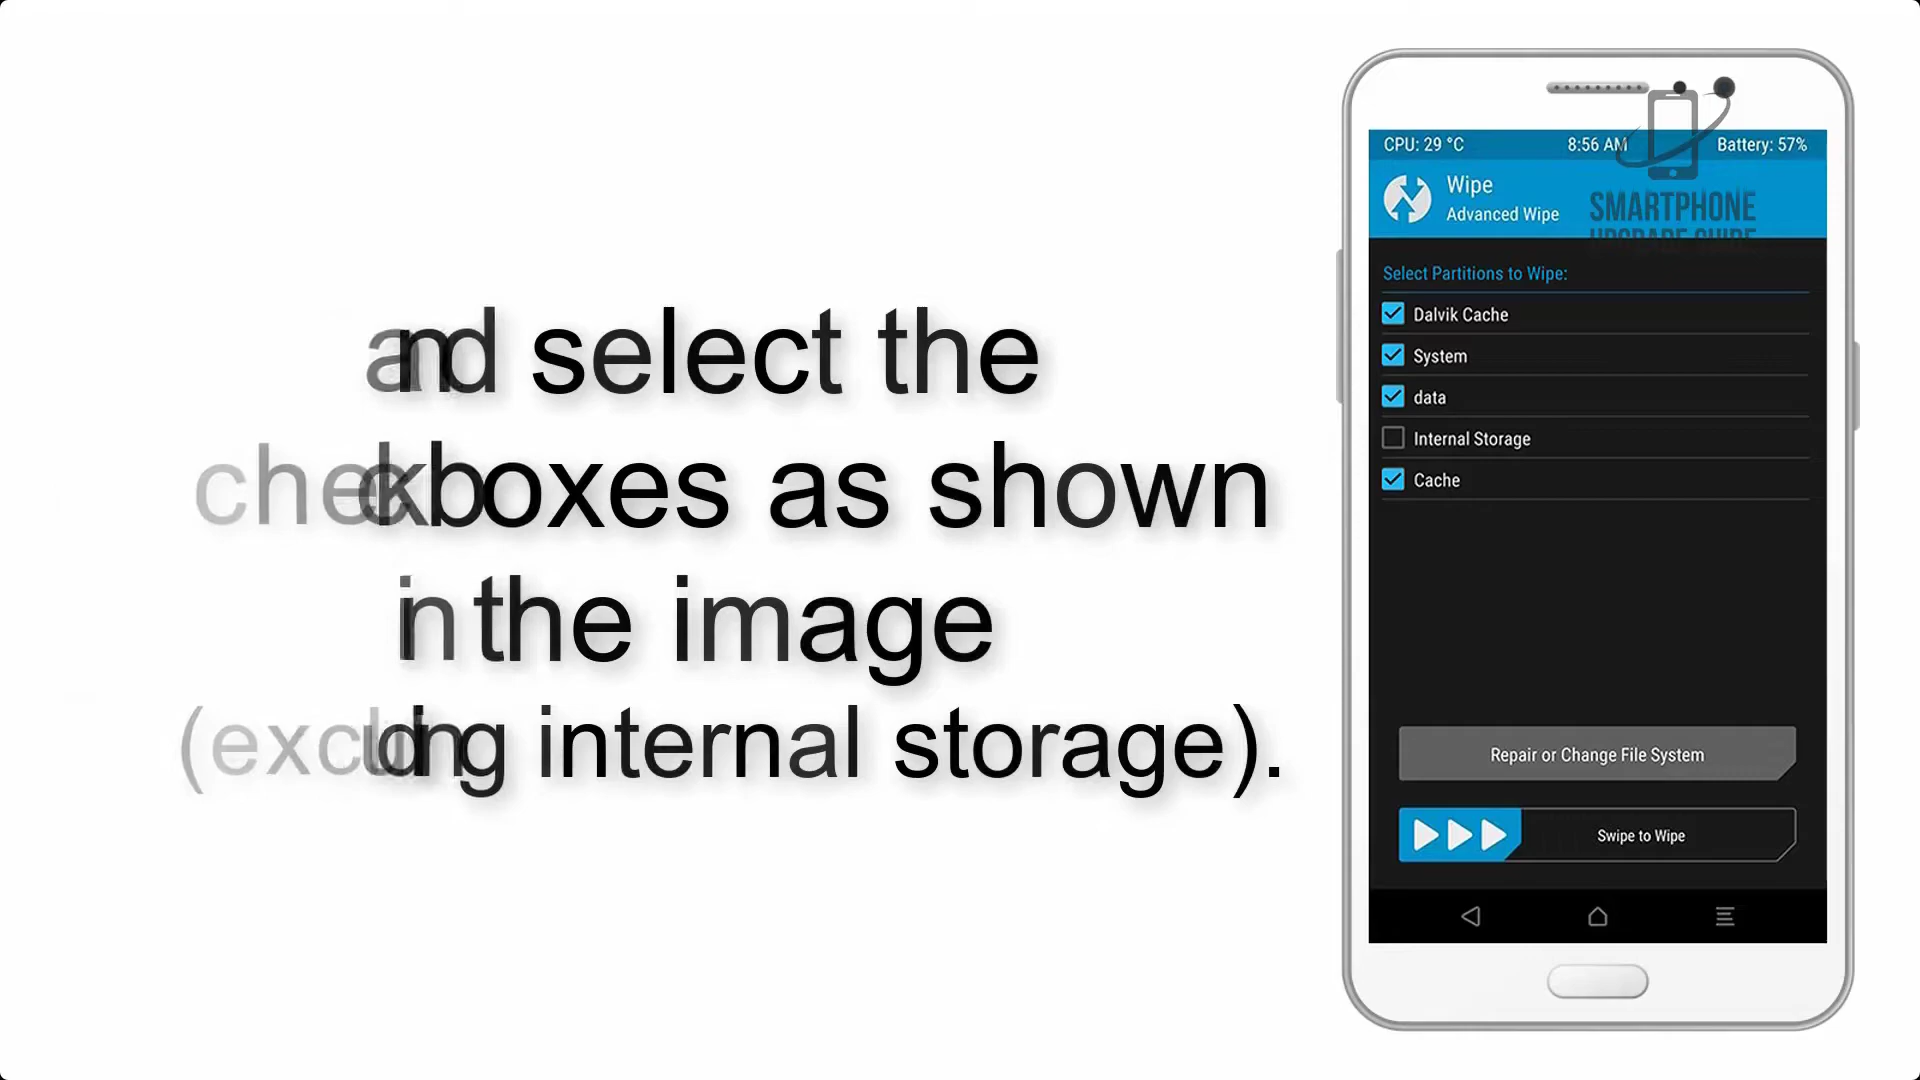 and select the
checkboxes as shown
in the image
(excluding internal storage).
CPU: 29 °C 8:56 AM Battery: 57%
Wipe
Advanced Wipe
SMARTPHONE
UPGRADE GUIDE
Select Partitions to Wipe:
Dalvik Cache
System
data
Internal Storage
Cache
Repair or Change File System
Swipe to Wipe